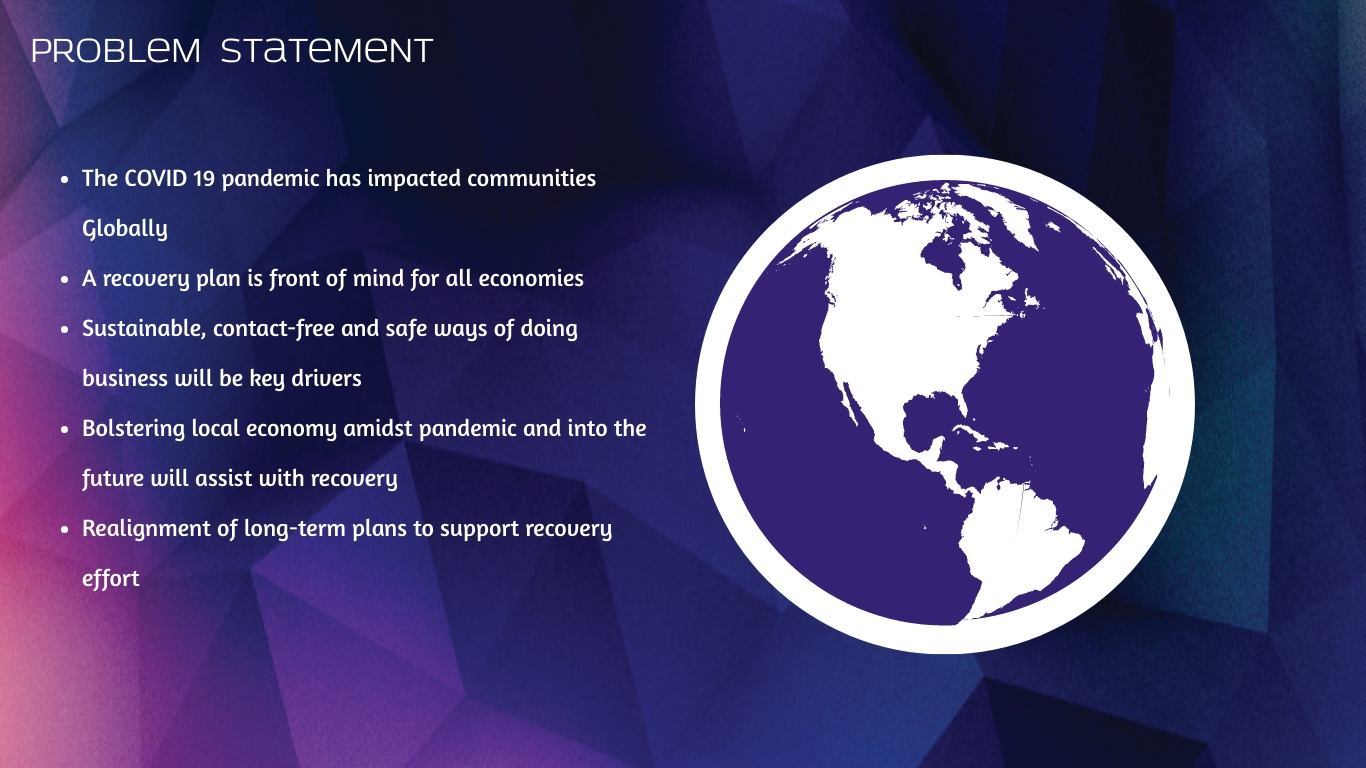 PROBLEM STATEMENT
• The COVID 19 pandemic has impacted communities
Globally
• A recovery plan is front of mind for all economies
• Sustainable, contact-free and safe ways of doing
business will be key drivers
• Bolstering local economy amidst pandemic and into the
future will assist with recovery
• Realignment of long-term plans to support recovery
effort